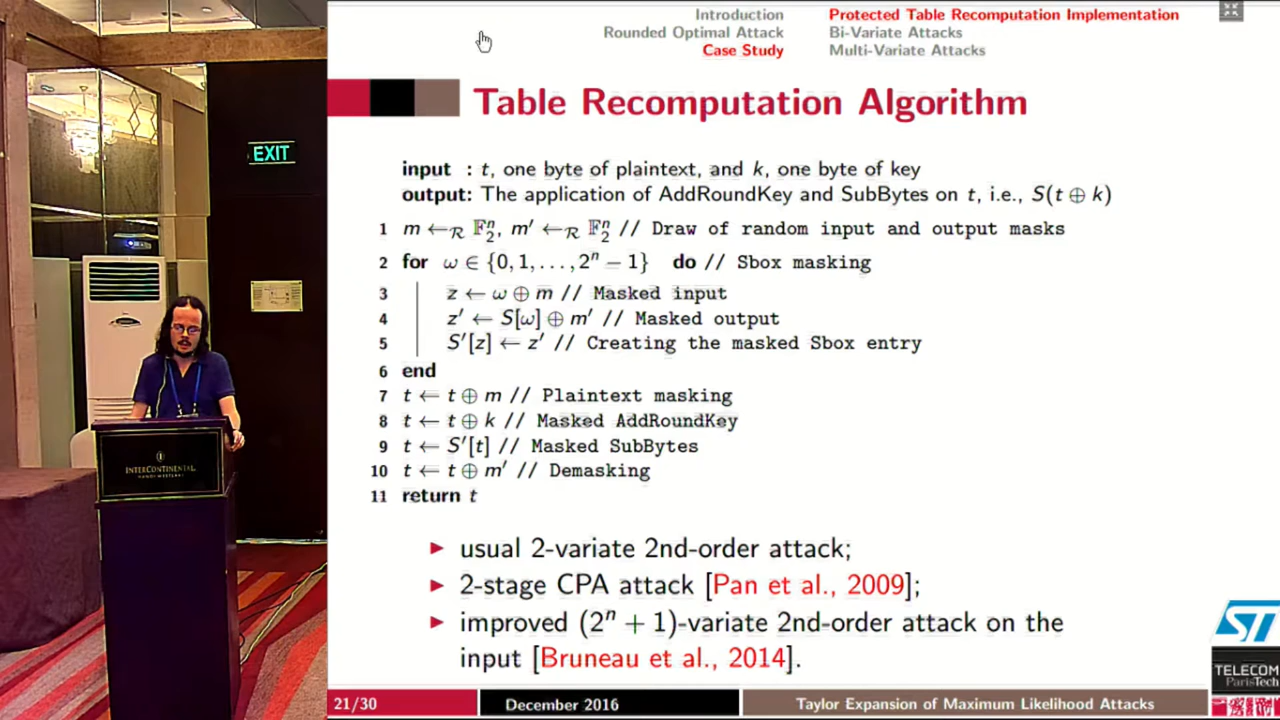 Introduction
Rounded Optimal Attack
Case Study
Protected Table Recomputation Implementation
Bi-Variate Attacks
Multi-Variate Attacks
Table Recomputation Algorithm
EXIT
input : t, one byte of plaintext, and k, one byte of key
output: The application of AddRoundKey and SubBytes on t, i.e., S(t ⊕ k)
1 m ←ℛ 𝔽₂ⁿ, m′ ←ℛ 𝔽₂ⁿ // Draw of random input and output masks
2 for ω ∈ {0, 1, . . . , 2ⁿ − 1} do // Sbox masking
3 z ← ω ⊕ m // Masked input
4 z′ ← S[ω] ⊕ m′ // Masked output
5 S′[z] ← z′ // Creating the masked Sbox entry
6 end
7 t ← t ⊕ m // Plaintext masking
8 t ← t ⊕ k // Masked AddRoundKey
9 t ← S′[t] // Masked SubBytes
10 t ← t ⊕ m′ // Demasking
11 return t
INTERCONTINENTAL
► usual 2-variate 2nd-order attack;
► 2-stage CPA attack [Pan et al., 2009];
► improved (2ⁿ + 1)-variate 2nd-order attack on the
input [Bruneau et al., 2014].
ST
TELECOM
ParisTech
21/30
December 2016
Taylor Expansion of Maximum Likelihood Attacks